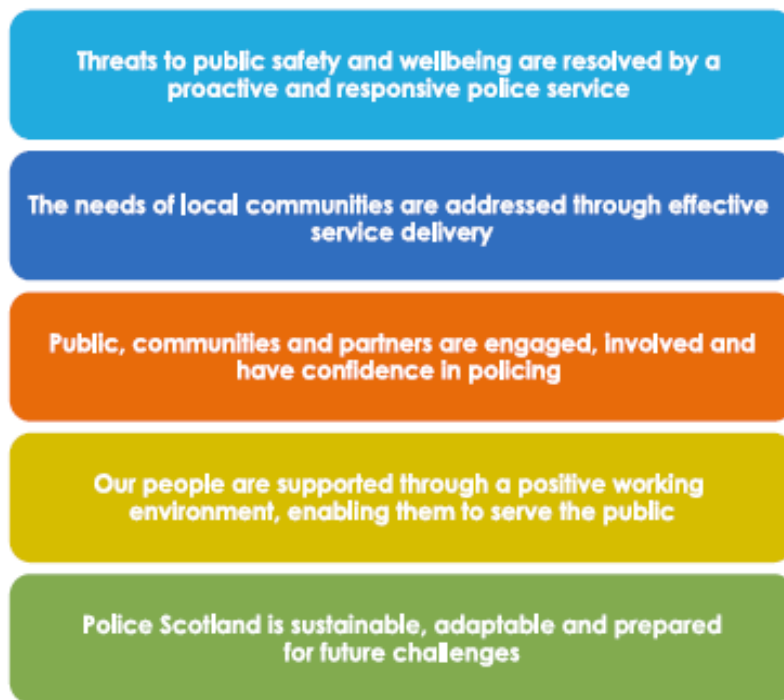 Threats to public safety and wellbeing are resolved by a
proactive and responsive police service
The needs of local communities are addressed through effective
service delivery
Public, communities and partners are engaged, involved and
have confidence in policing
Our people are supported through a positive working
environment, enabling them to serve the public
Police Scotland is sustainable, adaptable and prepared
for future challenges